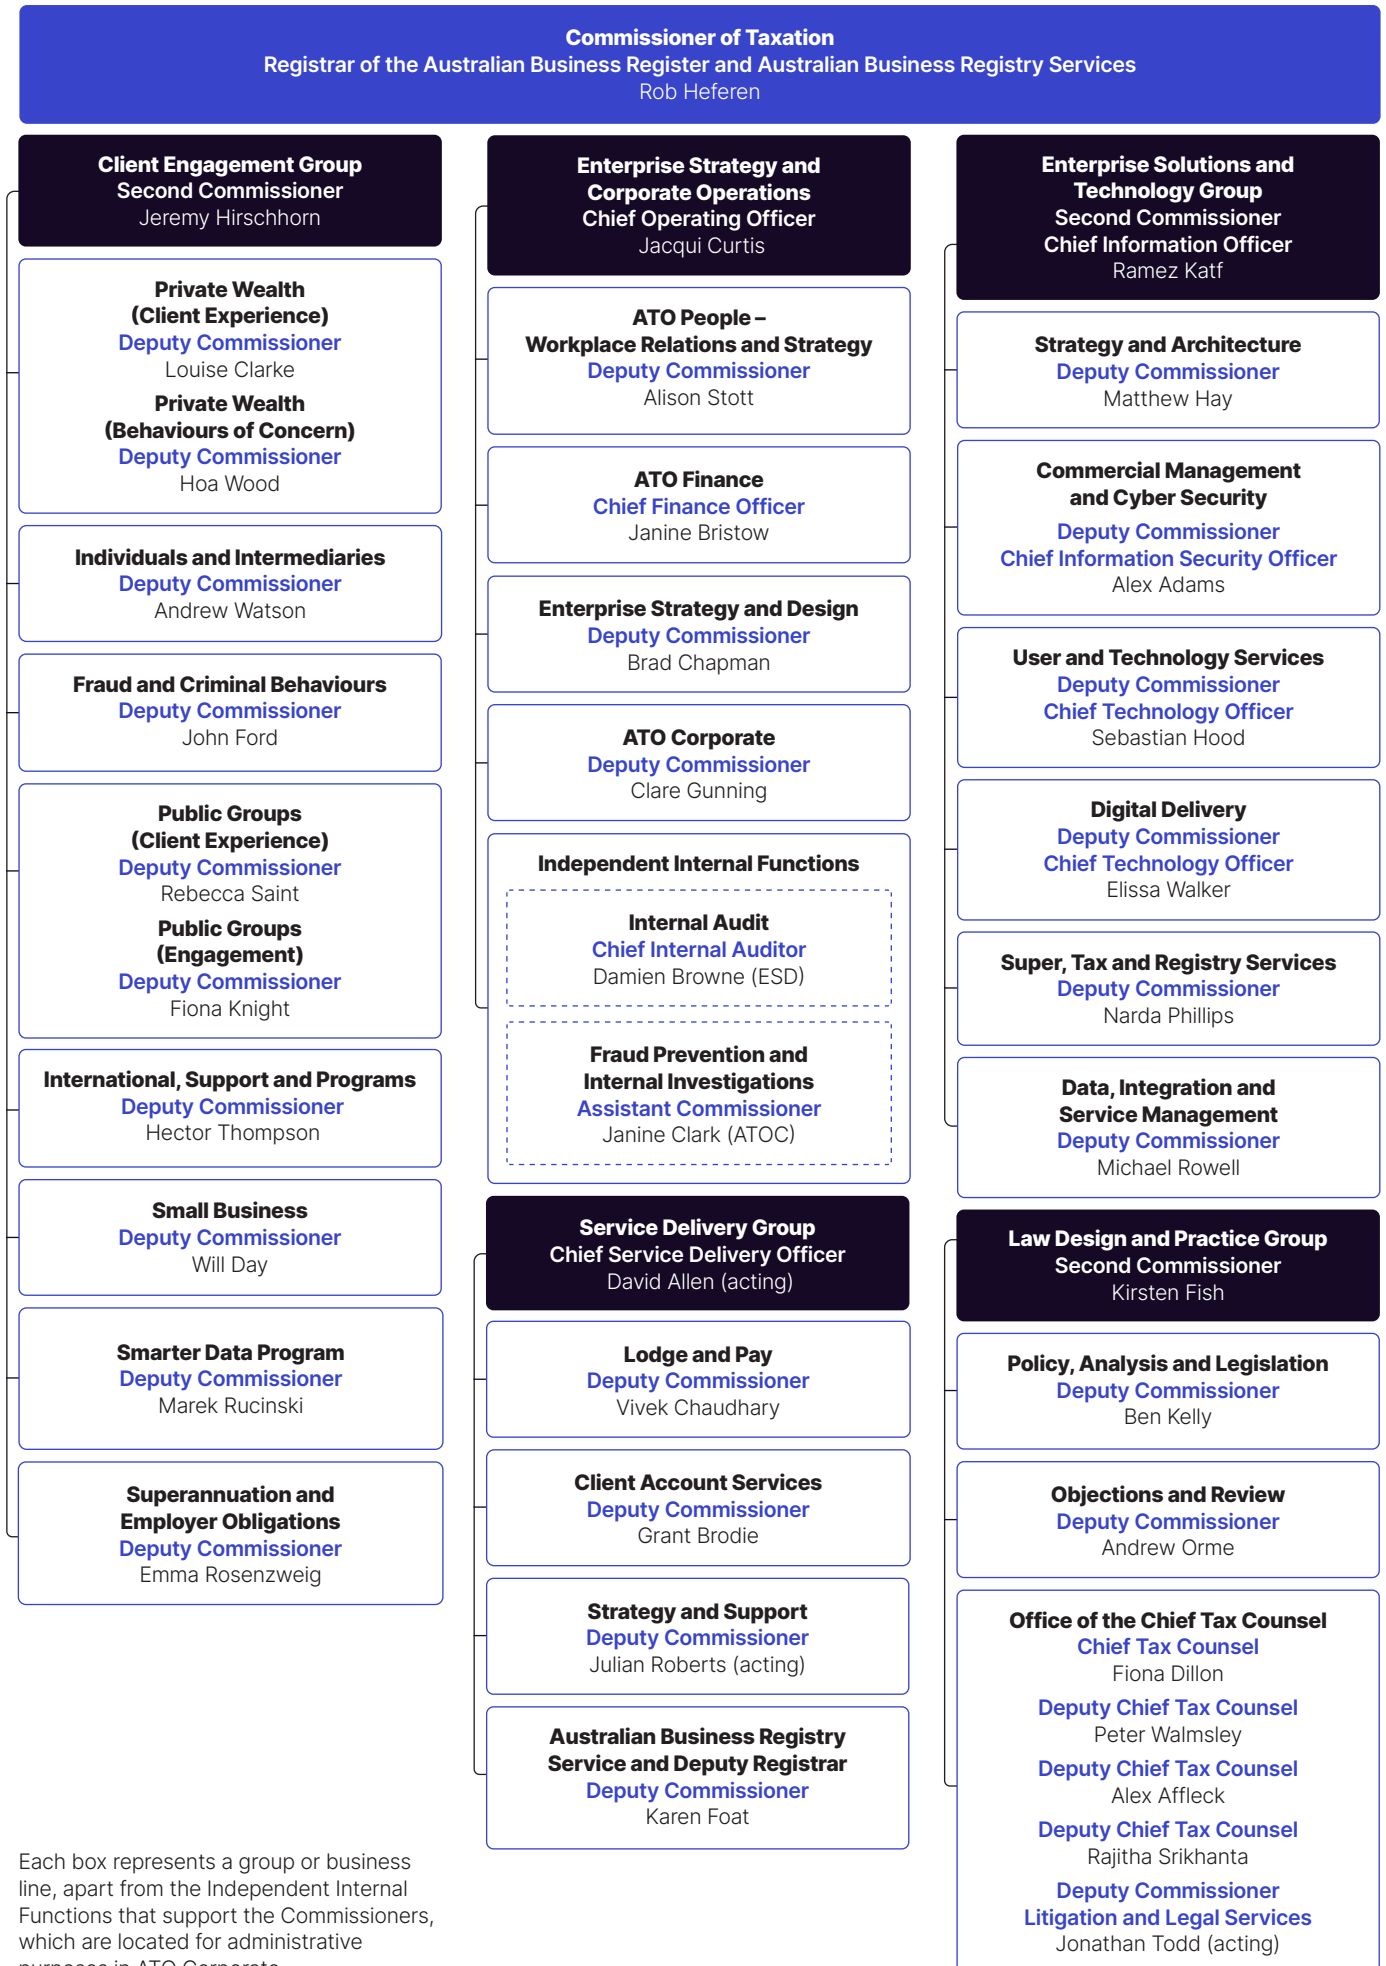 Commissioner of Taxation
Registrar of the Australian Business Register and Australian Business Registry Services
Rob Heferen
Client Engagement Group
Second Commissioner
Jeremy Hirschhorn
Private Wealth
(Client Experience)
Deputy Commissioner
Louise Clarke
Private Wealth
(Behaviours of Concern)
Deputy Commissioner
Hoa Wood
Individuals and Intermediaries
Deputy Commissioner
Andrew Watson
Fraud and Criminal Behaviours
Deputy Commissioner
John Ford
Public Groups
(Client Experience)
Deputy Commissioner
Rebecca Saint
Public Groups
(Engagement)
Deputy Commissioner
Fiona Knight
International, Support and Programs
Deputy Commissioner
Hector Thompson
Small Business
Deputy Commissioner
Will Day
Smarter Data Program
Deputy Commissioner
Marek Rucinski
Superannuation and
Employer Obligations
Deputy Commissioner
Emma Rosenzweig
Enterprise Strategy and
Corporate Operations
Chief Operating Officer
Jacqui Curtis
ATO People –
Workplace Relations and Strategy
Deputy Commissioner
Alison Stott
ATO Finance
Chief Finance Officer
Janine Bristow
Enterprise Strategy and Design
Deputy Commissioner
Brad Chapman
ATO Corporate
Deputy Commissioner
Clare Gunning
Independent Internal Functions
Internal Audit
Chief Internal Auditor
Damien Browne (ESD)
Fraud Prevention and
Internal Investigations
Assistant Commissioner
Janine Clark (ATOC)
Service Delivery Group
Chief Service Delivery Officer
David Allen (acting)
Lodge and Pay
Deputy Commissioner
Vivek Chaudhary
Client Account Services
Deputy Commissioner
Grant Brodie
Strategy and Support
Deputy Commissioner
Julian Roberts (acting)
Australian Business Registry
Service and Deputy Registrar
Deputy Commissioner
Karen Foat
Enterprise Solutions and
Technology Group
Second Commissioner
Chief Information Officer
Ramez Katf
Strategy and Architecture
Deputy Commissioner
Matthew Hay
Commercial Management
and Cyber Security
Deputy Commissioner
Chief Information Security Officer
Alex Adams
User and Technology Services
Deputy Commissioner
Chief Technology Officer
Sebastian Hood
Digital Delivery
Deputy Commissioner
Chief Technology Officer
Elissa Walker
Super, Tax and Registry Services
Deputy Commissioner
Narda Phillips
Data, Integration and
Service Management
Deputy Commissioner
Michael Rowell
Law Design and Practice Group
Second Commissioner
Kirsten Fish
Policy, Analysis and Legislation
Deputy Commissioner
Ben Kelly
Objections and Review
Deputy Commissioner
Andrew Orme
Office of the Chief Tax Counsel
Chief Tax Counsel
Fiona Dillon
Deputy Chief Tax Counsel
Peter Walmsley
Deputy Chief Tax Counsel
Alex Affleck
Deputy Chief Tax Counsel
Rajitha Srikhanta
Deputy Commissioner
Litigation and Legal Services
Jonathan Todd (acting)
Each box represents a group or business
line, apart from the Independent Internal
Functions that support the Commissioners,
which are located for administrative
purposes in ATO Corporate